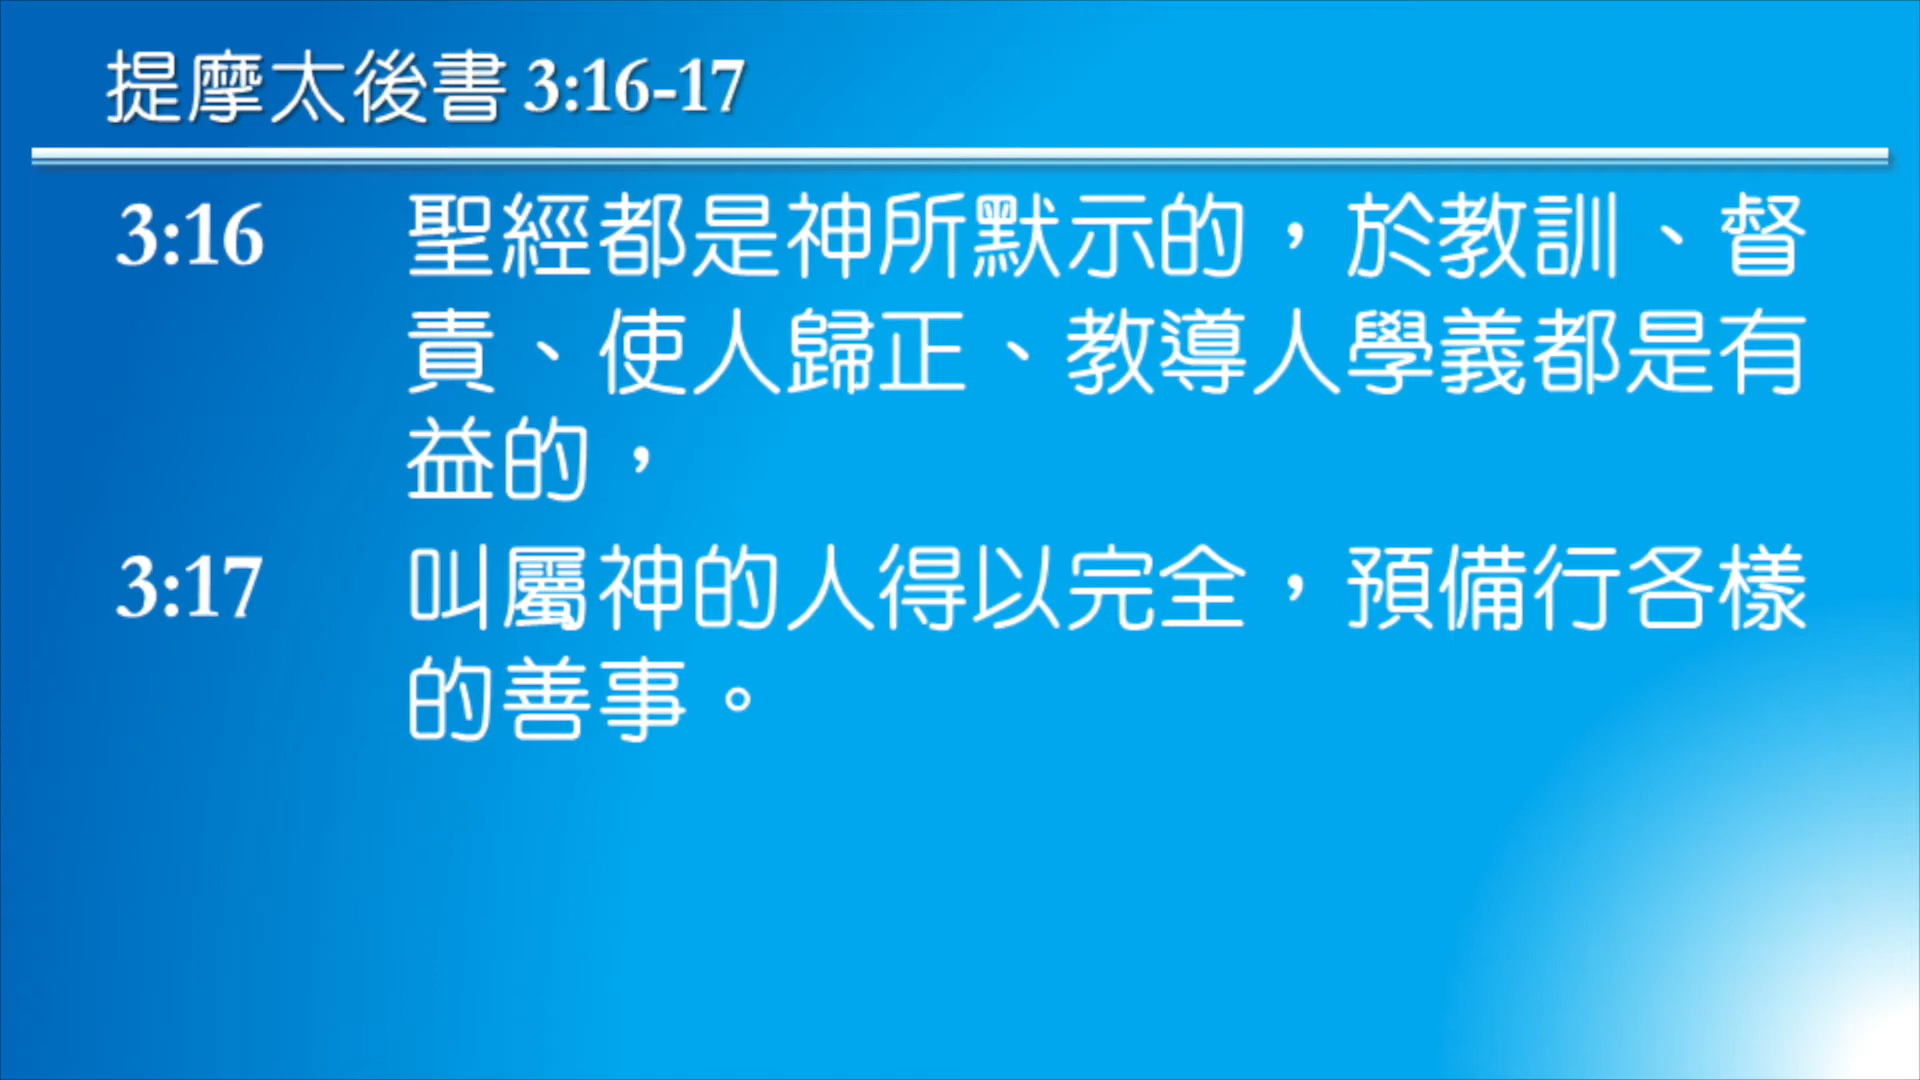 提摩太後書 3:16-17
3:16 聖經都是神所默示的，於教訓、督
責、使人歸正、教導人學義都是有
益的，
3:17 叫屬神的人得以完全，預備行各樣
的善事。